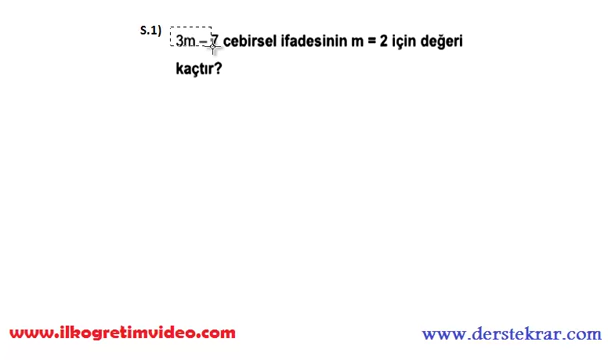 S.1)
3m – 7 cebirsel ifadesinin m = 2 için değeri
kaçtır?
www.ilkogretimvideo.com
www.derstekrar.com